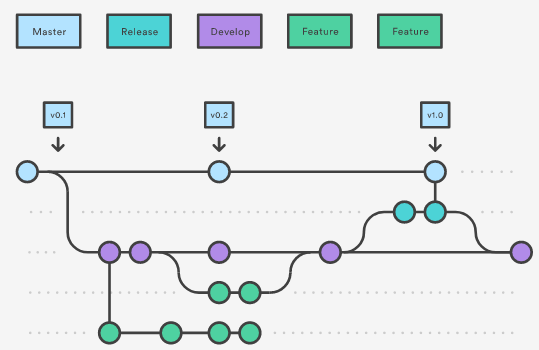 Master
Release
Develop
Feature
Feature
v0.1
v0.2
v1.0